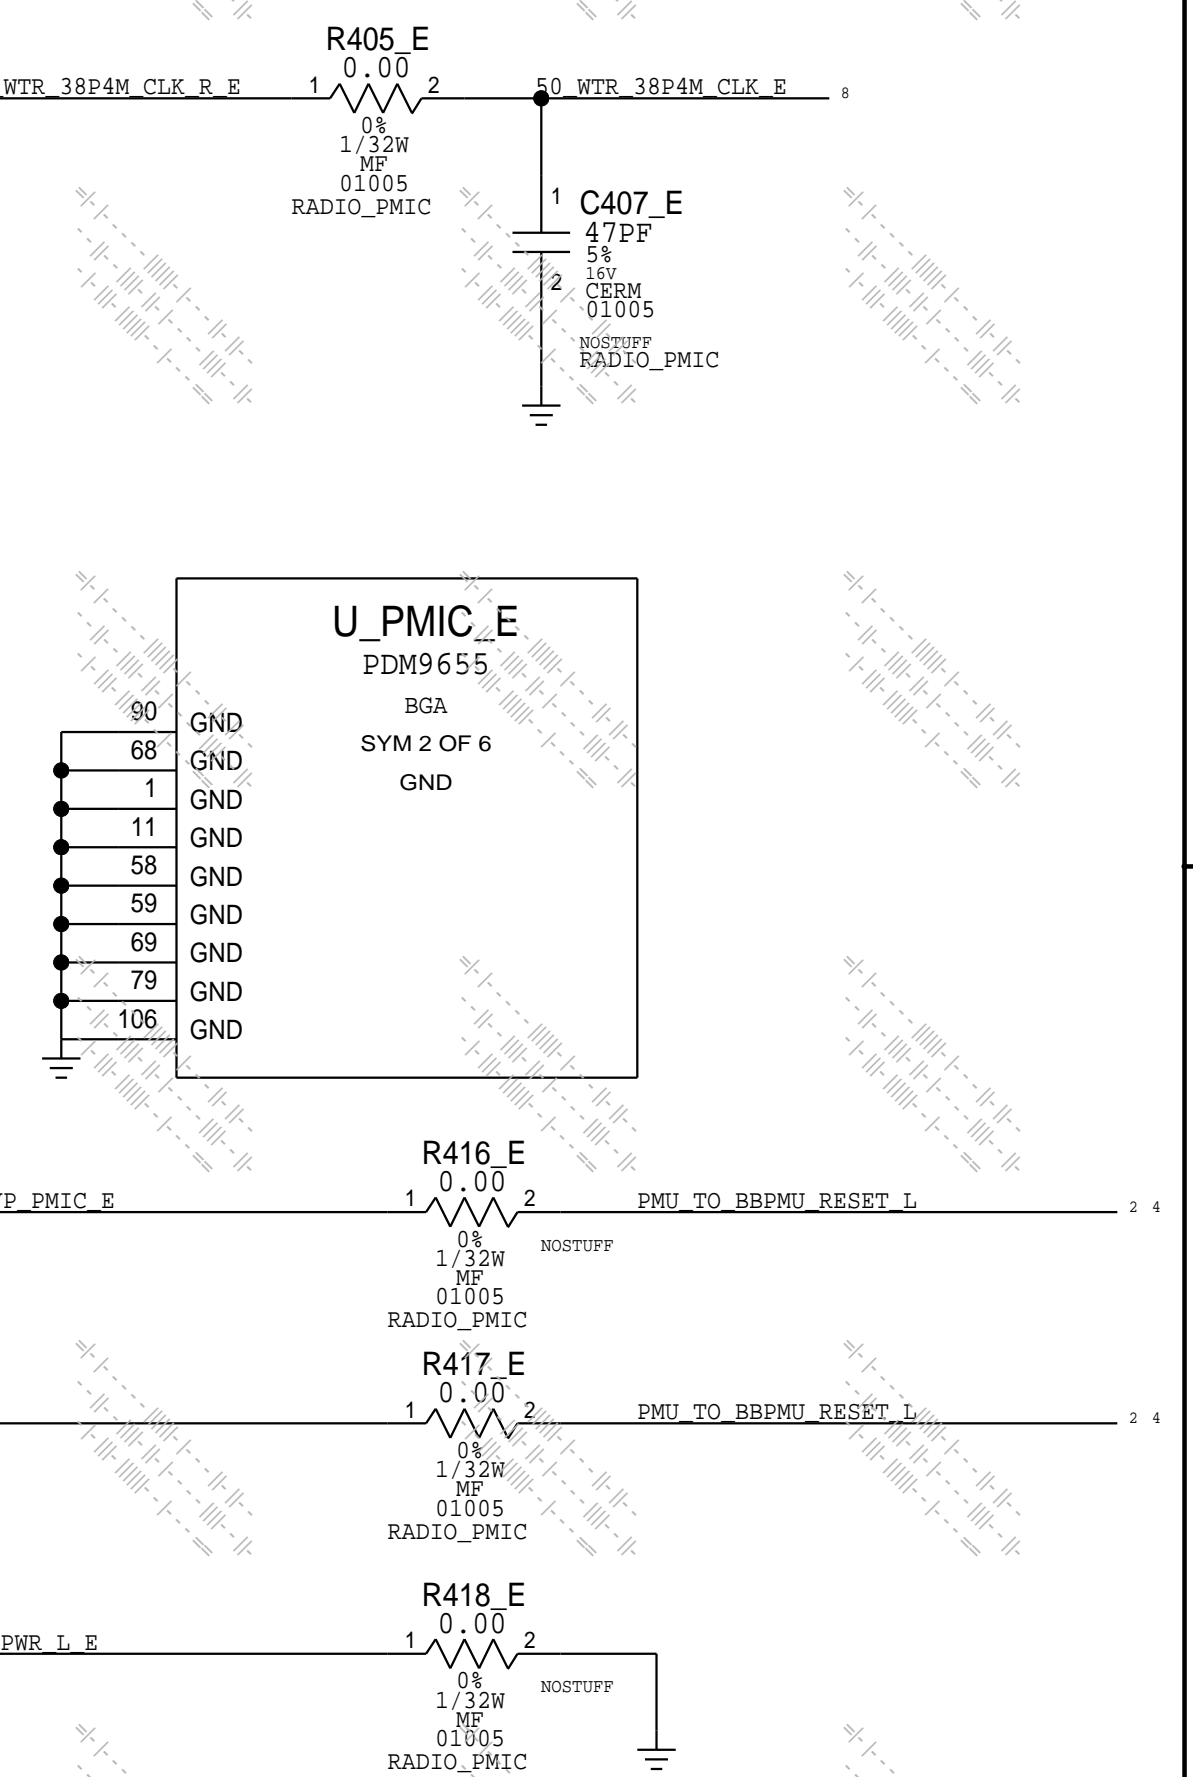 R405_E
0.00
WTR_38P4M_CLK_R_E 1 2 50_WTR_38P4M_CLK_E 8
0%
1/32W
MF
01005
RADIO_PMIC
1 C407_E
47PF
5%
16V
2 CERM
01005
NOSTUFF
RADIO_PMIC
U_PMIC_E
PDM9655
BGA
SYM 2 OF 6
GND
90 GND
68 GND
1 GND
11 GND
58 GND
59 GND
69 GND
79 GND
106 GND
R416_E
0.00
P_PMIC_E 1 2 PMU_TO_BBPMU_RESET_L 2 4
0%
1/32W
MF
01005
RADIO_PMIC
NOSTUFF
R417_E
0.00
1 2 PMU_TO_BBPMU_RESET_L 2 4
0%
1/32W
MF
01005
RADIO_PMIC
R418_E
0.00
PWR_L_E 1 2
0%
1/32W
MF
01005
RADIO_PMIC
NOSTUFF